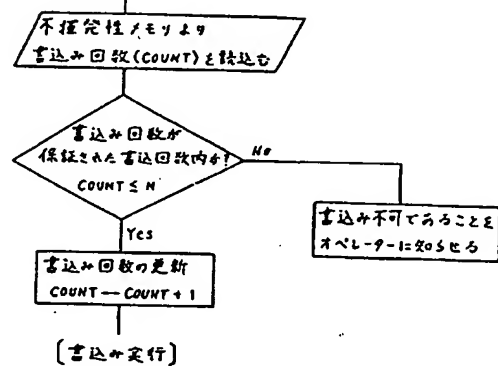 不揮発性メモリより
書込み回数(COUNT)を読込む
書込み回数が
保証された書込回数内か?
COUNT ≤ N
No
Yes
書込み不可であることを
オペレーターに知らせる
書込み回数の更新
COUNT ← COUNT + 1
[書込み実行]